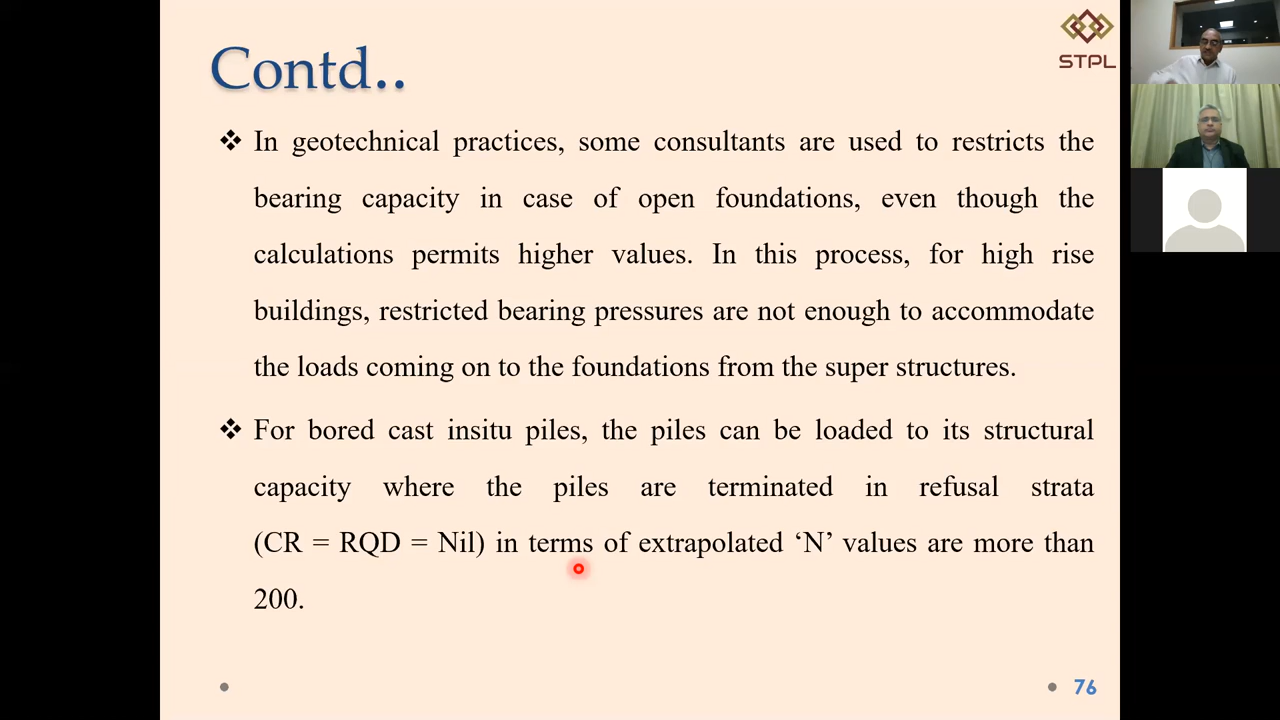 STPL
Contd..
❖ In geotechnical practices, some consultants are used to restricts the
bearing capacity in case of open foundations, even though the
calculations permits higher values. In this process, for high rise
buildings, restricted bearing pressures are not enough to accommodate
the loads coming on to the foundations from the super structures.
❖ For bored cast insitu piles, the piles can be loaded to its structural
capacity where the piles are terminated in refusal strata
(CR = RQD = Nil) in terms of extrapolated ‘N’ values are more than
200.
76